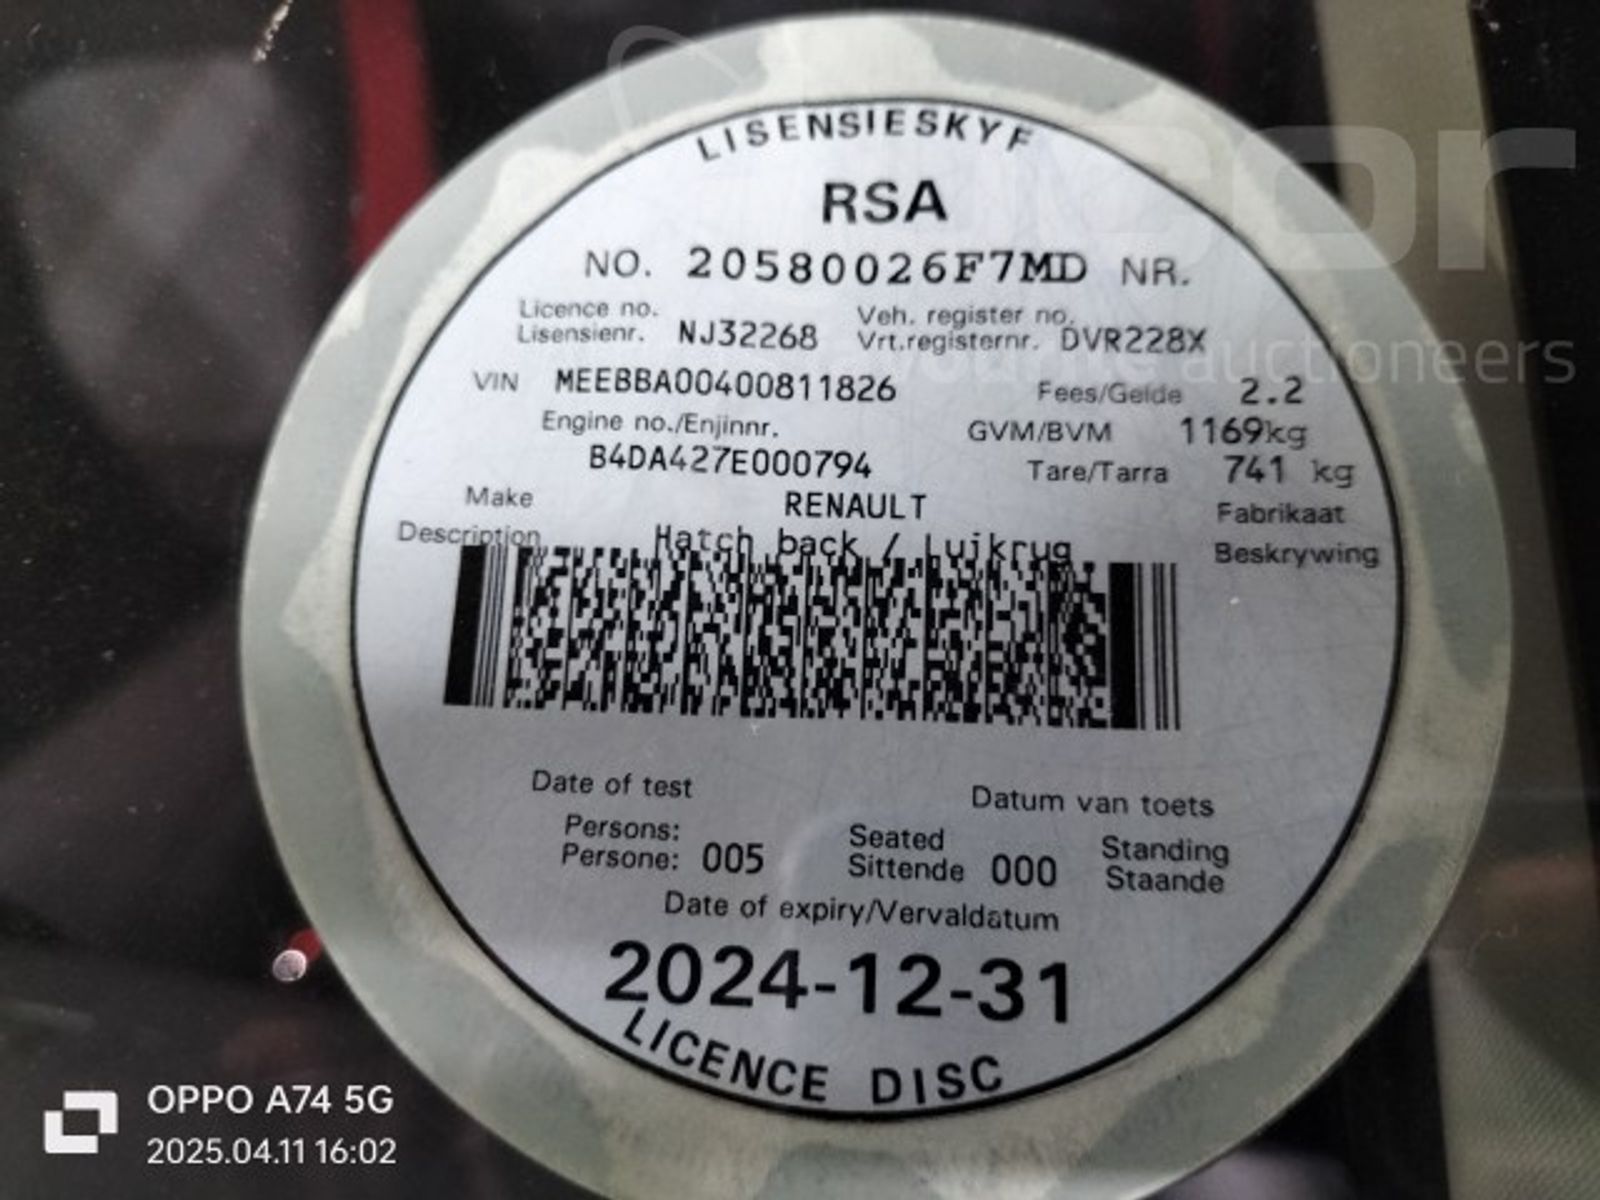 LISENSIESKYF
RSA
NO. 20580026F7MD NR.
Licence no. Veh. register no.
Lisensienr. NJ32268 Vrt.registernr. DVR228X
VIN MEEBBA00400811826 Fees/Gelde 2.2
Engine no./Enjinnr. GVM/BVM 1169kg
B4DA427E000794 Tare/Tarra 741 kg
Make RENAULT Fabrikaat
Description Hatch back / Luikrug Beskrywing
Date of test Datum van toets
Persons: Seated Standing
Persone: 005 Sittende 000 Staande
Date of expiry/Vervaldatum
2024-12-31
LICENCE DISC
auctioneers
OPPO A74 5G
2025.04.11 16:02